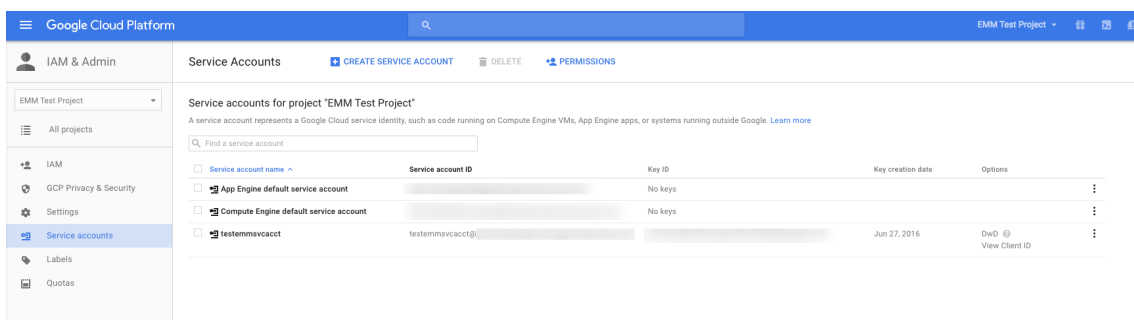 Google Cloud Platform
EMM Test Project
IAM & Admin
Service Accounts
CREATE SERVICE ACCOUNT
DELETE
PERMISSIONS
EMM Test Project
All projects
IAM
GCP Privacy & Security
Settings
Service accounts
Labels
Quotas
Service accounts for project "EMM Test Project"
A service account represents a Google Cloud service identity, such as code running on Compute Engine VMs, App Engine apps, or systems running outside Google. Learn more
Find a service account
Service account name Service account ID Key ID Key creation date Options
App Engine default service account No keys
Compute Engine default service account No keys
testemmsvcacct testemmsvcacct@ Jun 27, 2016 DwD
View Client ID